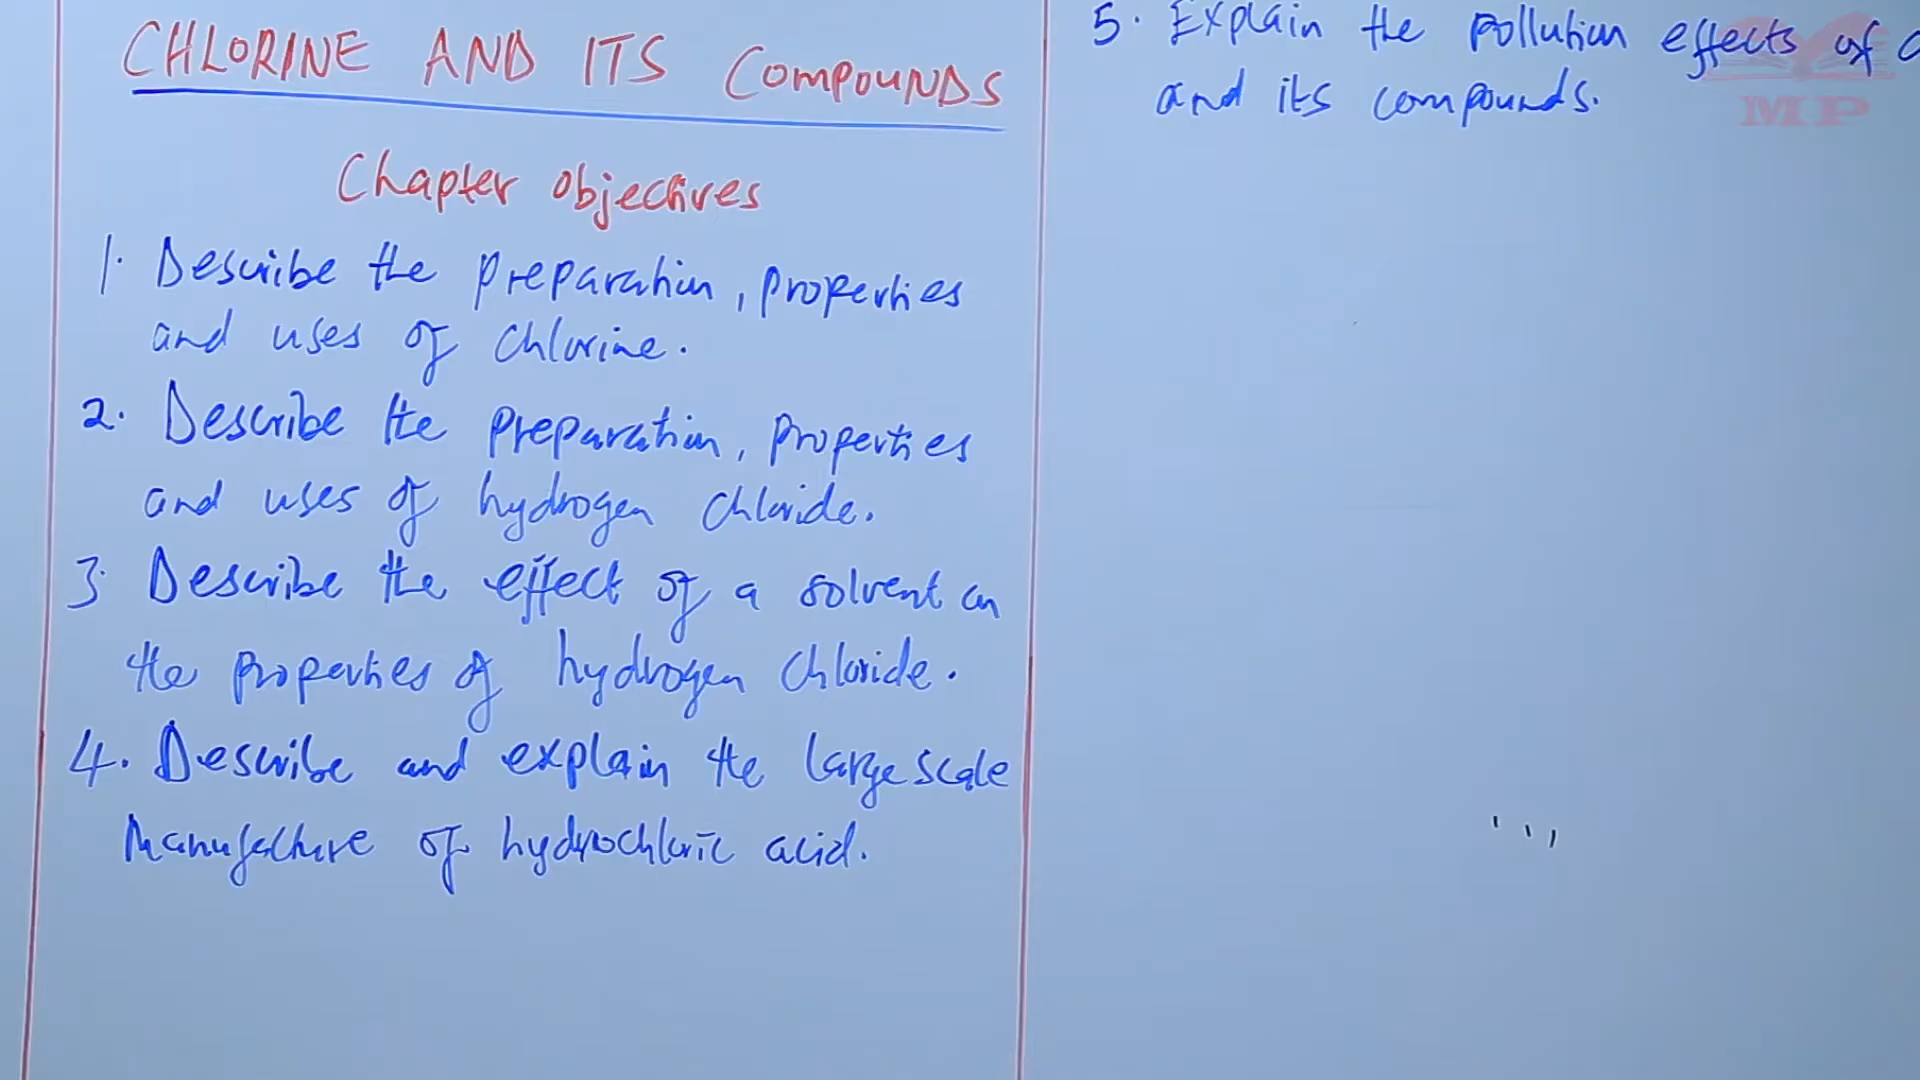 CHLORINE AND ITS COMPOUNDS
Chapter objectives
1. Describe the preparation, properties
and uses of chlorine.
2. Describe the preparation, properties
and uses of hydrogen chloride.
3. Describe the effect of a solvent on
the properties of hydrogen chloride.
4. Describe and explain the large scale
manufacture of hydrochloric acid.
5. Explain the pollution effects of
and its compounds.
MP